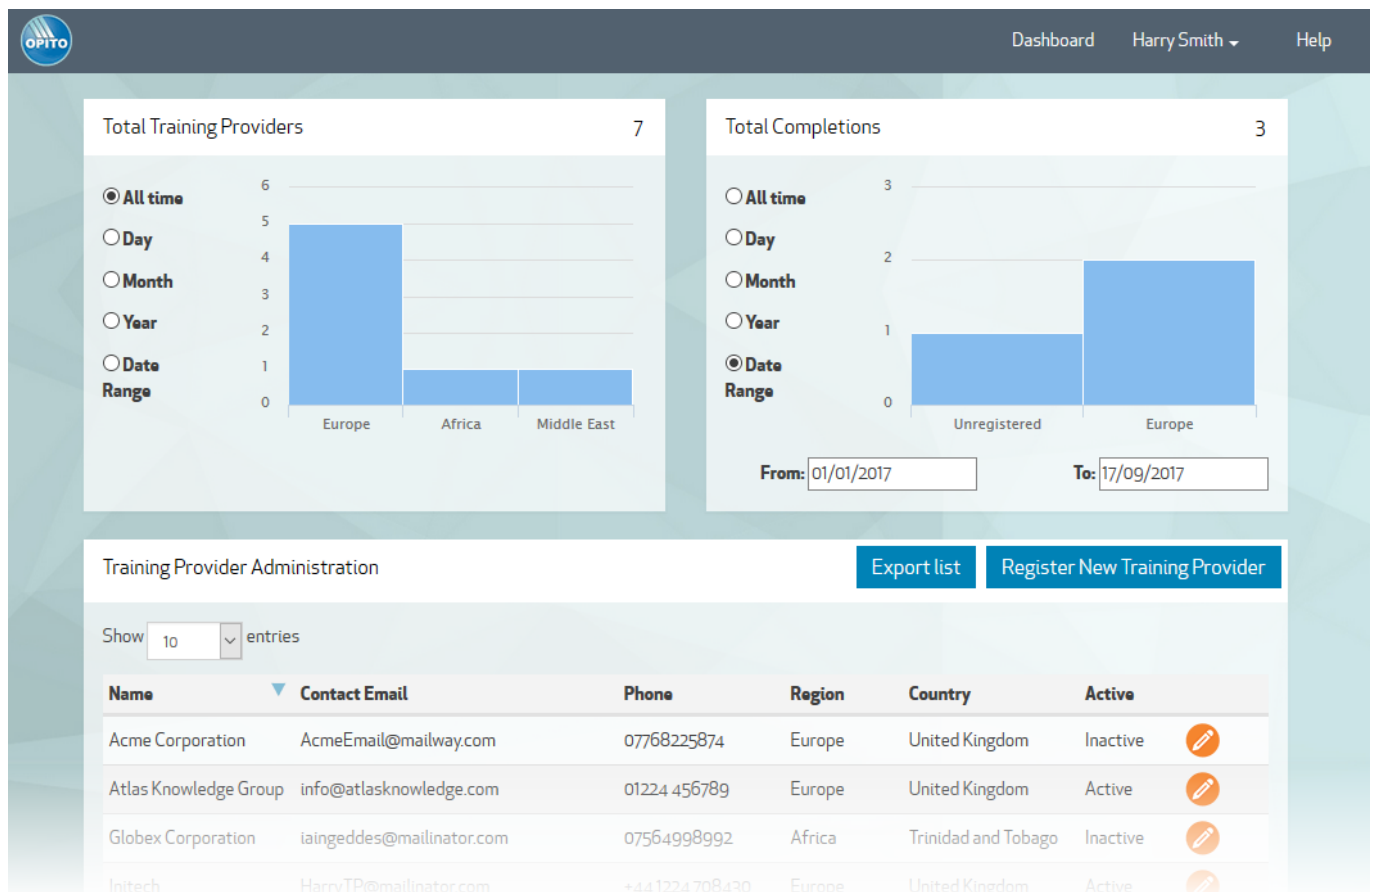 OPITO
Dashboard Harry Smith Help
Total Training Providers 7
All time
Day
Month
Year
Date
Range
6
5
4
3
2
1
0
Europe Africa Middle East
Total Completions 3
All time
Day
Month
Year
Date
Range
3
2
1
0
Unregistered Europe
From: 01/01/2017 To: 17/09/2017
Training Provider Administration Export list Register New Training Provider
Show 10 entries
Name Contact Email Phone Region Country Active
Acme Corporation AcmeEmail@mailway.com 07768225874 Europe United Kingdom Inactive
Atlas Knowledge Group info@atlasknowledge.com 01224 456789 Europe United Kingdom Active
Globex Corporation iaingeddes@mailinator.com 07564998992 Africa Trinidad and Tobago Inactive
Initech HarryTP@mailinator.com +44 1224 708430 Europe United Kingdom Active